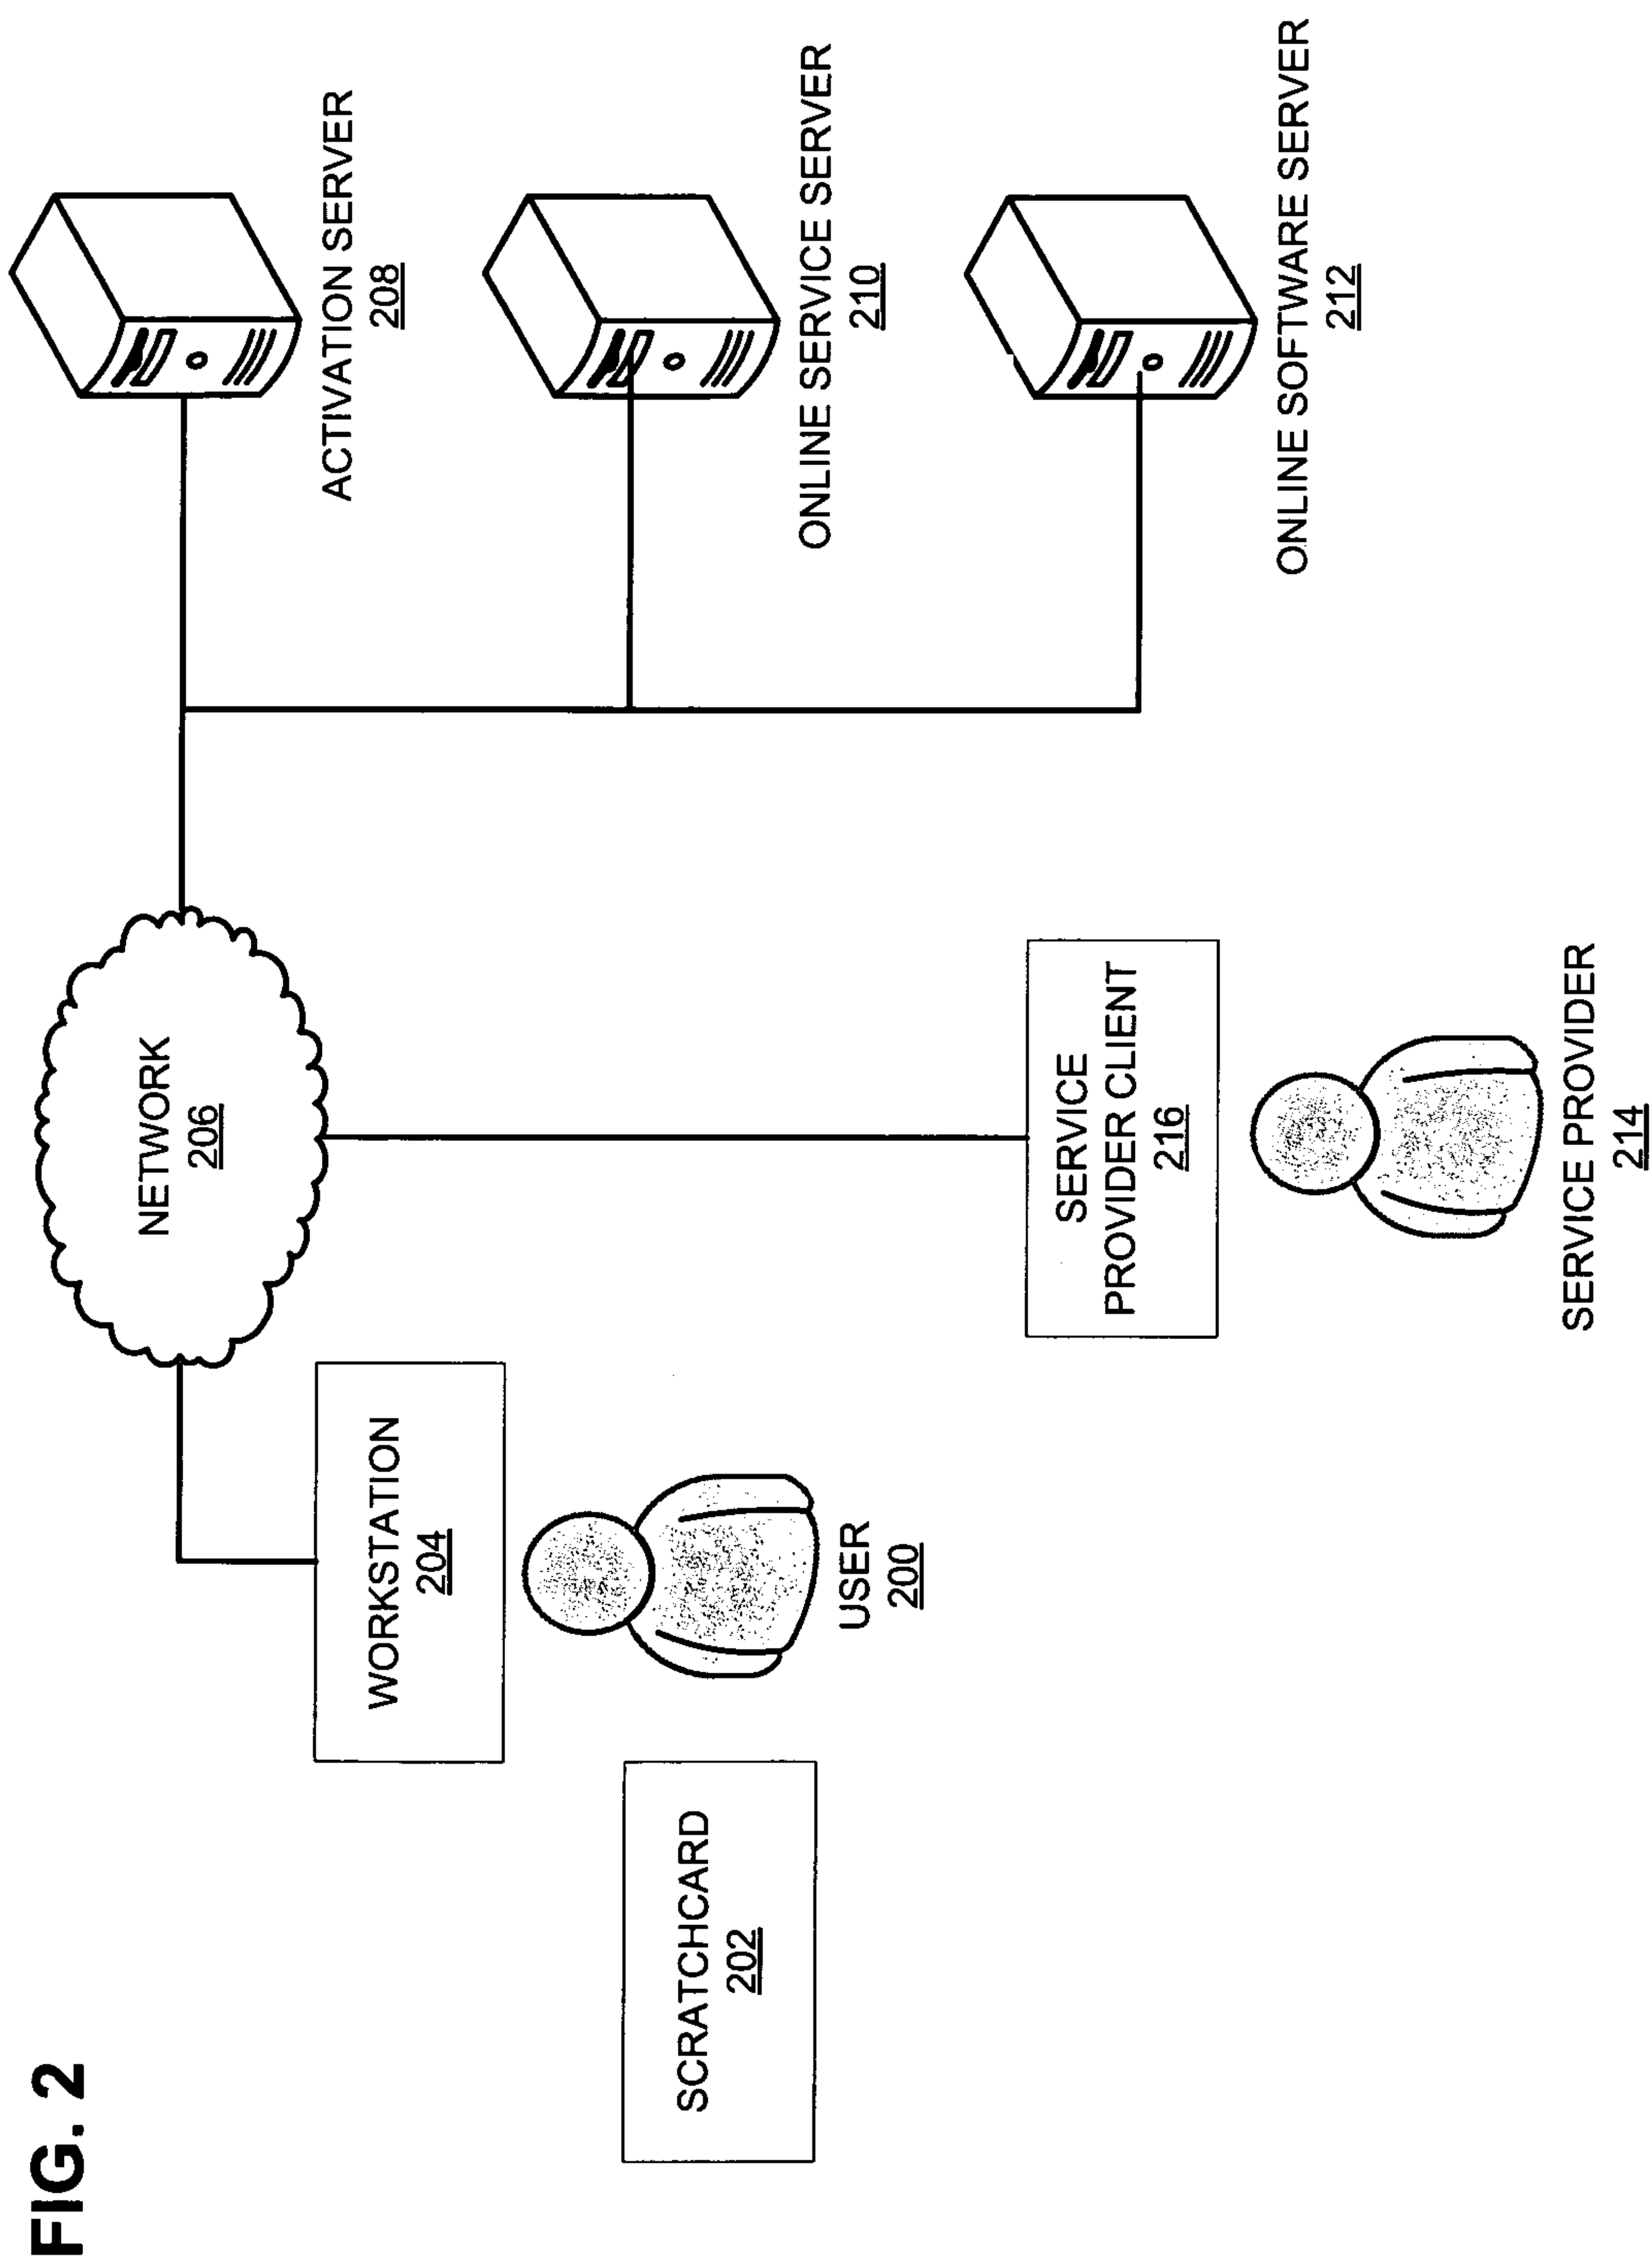 FIG. 2
SCRATCHCARD
202
WORKSTATION
204
USER
200
NETWORK
206
SERVICE
PROVIDER CLIENT
216
SERVICE PROVIDER
214
ACTIVATION SERVER
208
ONLINE SERVICE SERVER
210
ONLINE SOFTWARE SERVER
212